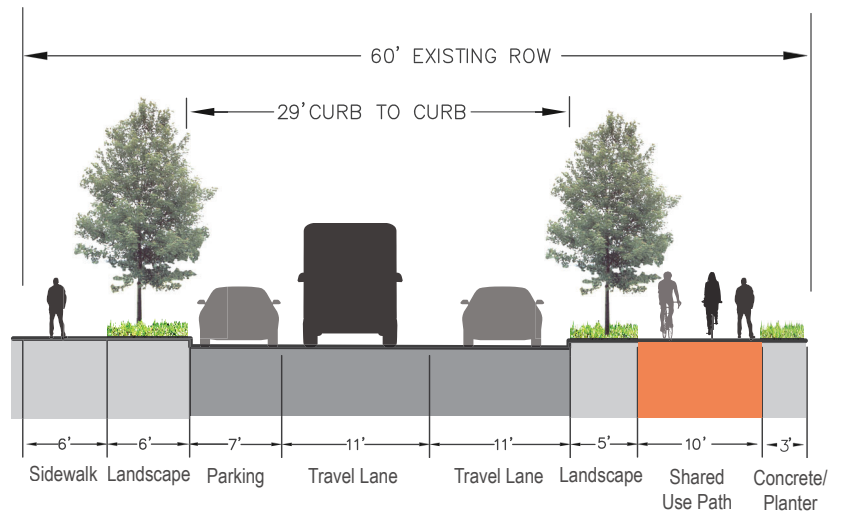 60' EXISTING ROW
29' CURB TO CURB
6' 6' 7' 11' 11' 5' 10' 3'
Sidewalk Landscape Parking Travel Lane Travel Lane Landscape Shared Use Path Concrete/ Planter